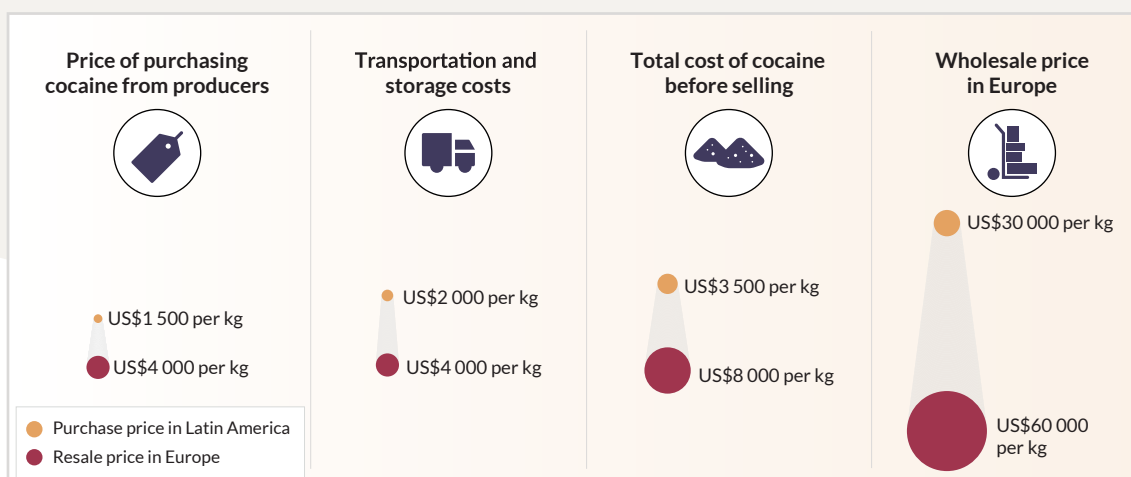 Price of purchasing
cocaine from producers
US$1 500 per kg
US$4 000 per kg
Transportation and
storage costs
US$2 000 per kg
US$4 000 per kg
Total cost of cocaine
before selling
US$3 500 per kg
US$8 000 per kg
Wholesale price
in Europe
US$30 000 per kg
US$60 000
per kg
Purchase price in Latin America
Resale price in Europe